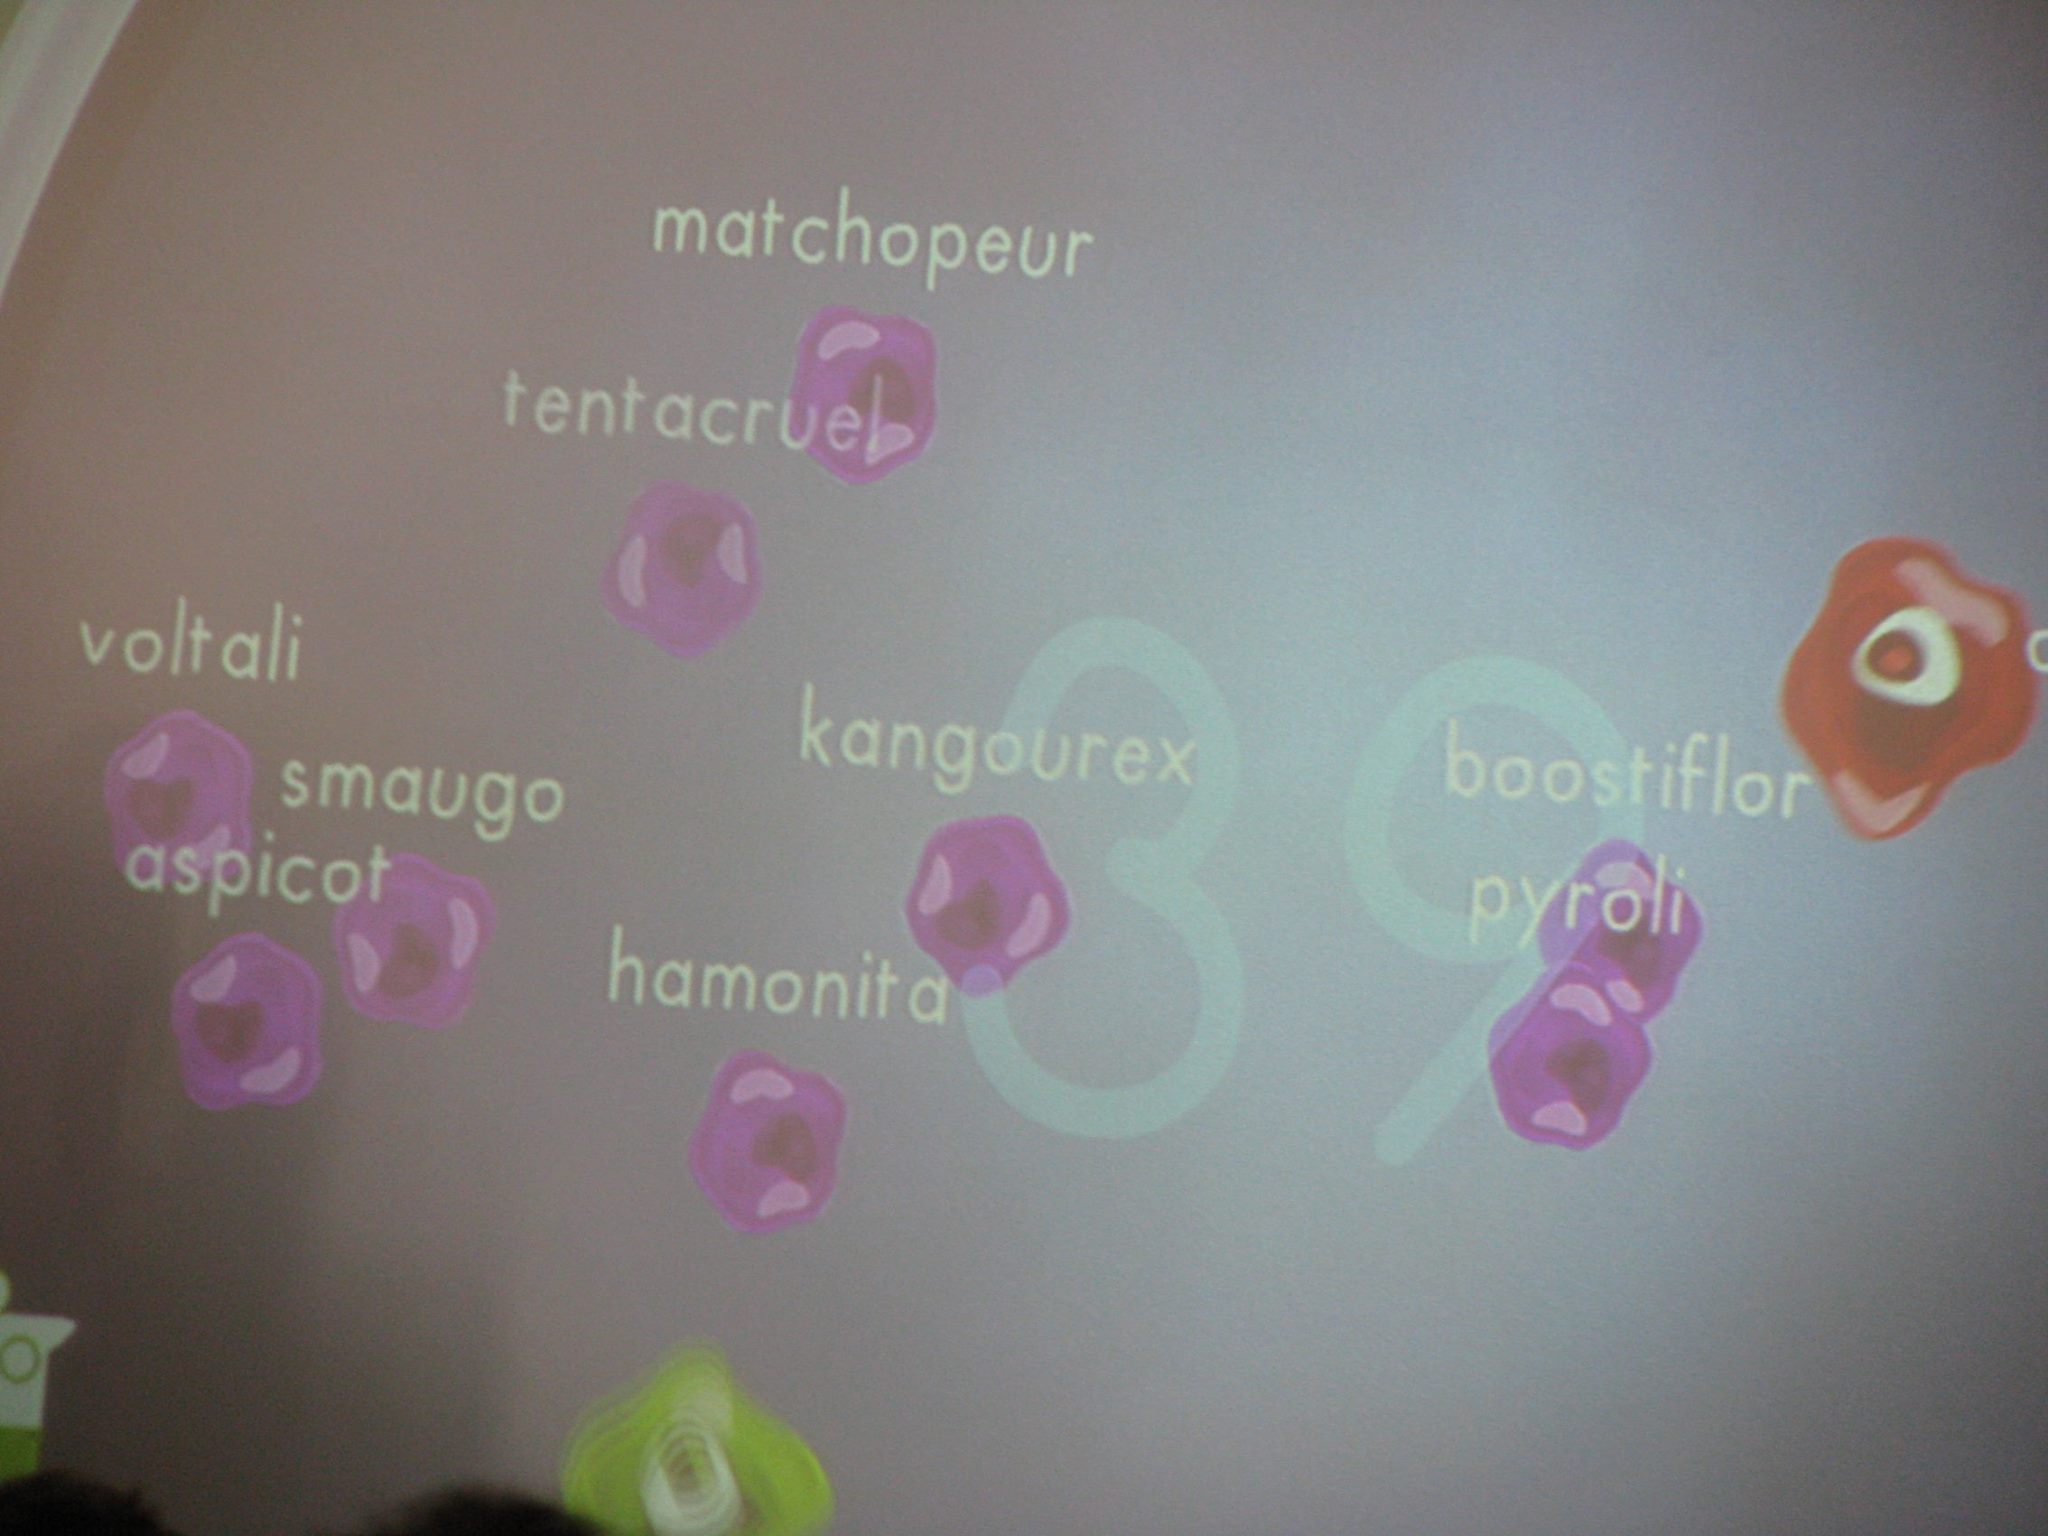 matchopeur
tentacruel
voltali
smaugo
aspicot
kangourex
39
boostiflor
pyroli
hamonita